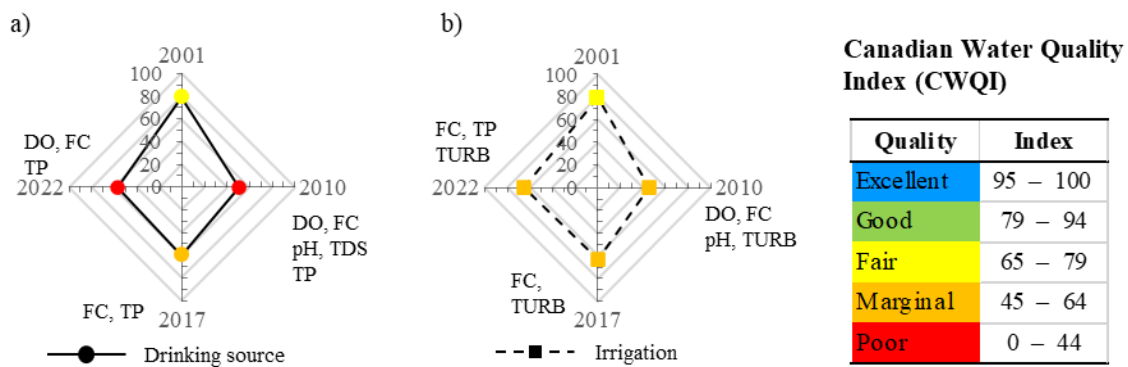 a)
2001
100
80
60
40
20
0
DO, FC
TP
2022
2010
DO, FC
pH, TDS
TP
FC, TP
2017
Drinking source
b)
2001
100
80
60
40
20
0
FC, TP
TURB
2022
2010
DO, FC
pH, TURB
FC,
TURB
2017
Irrigation
Canadian Water Quality
Index (CWQI)
Quality Index
Excellent 95 – 100
Good 79 – 94
Fair 65 – 79
Marginal 45 – 64
Poor 0 – 44